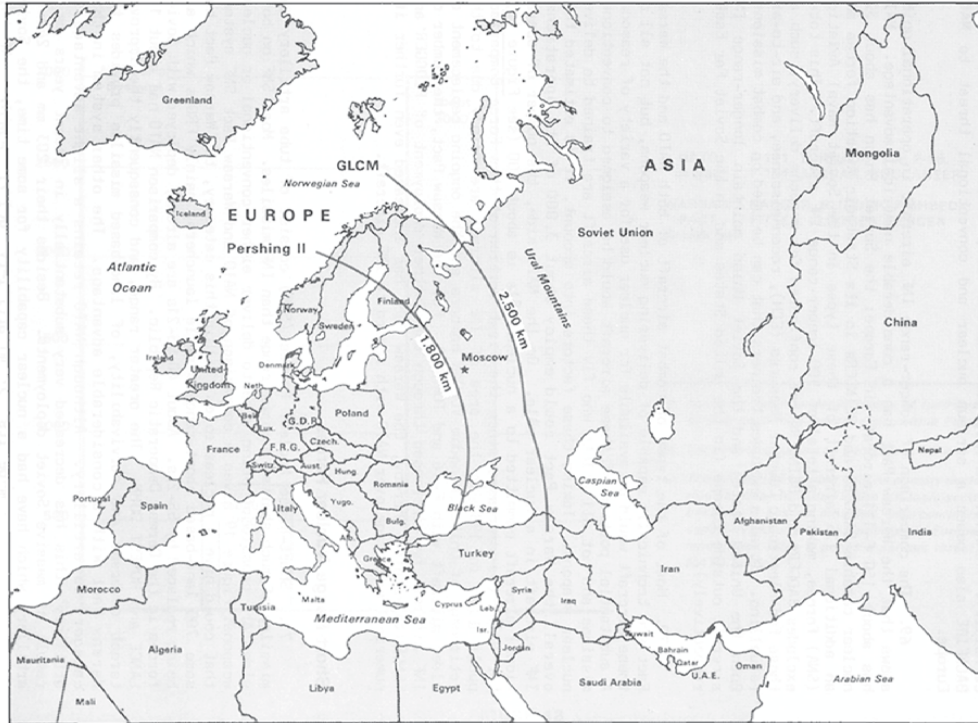 Greenland
GLCM
Norwegian Sea
ASIA
Mongolia
Iceland
EUROPE
Soviet Union
Pershing II
Ural Mountains
Atlantic
Ocean
Norway
Finland
Sweden
2.500 km
China
1.800 km
Moscow
Ireland
United
Kingdom
Denmark
Neth.
Bel.
Lux.
G.D.R.
Poland
France
F.R.G.
Czech.
Switz.
Aust.
Hung.
Romania
Nepal
Portugal
Spain
Italy
Yugo.
Bulg.
Black Sea
Caspian
Sea
Alb.
Greece
Turkey
Afghanistan
Pakistan
India
Iran
Morocco
Tunisia
Malta
Cyprus
Leb.
Syria
Iraq
Mediterranean Sea
Isr.
Jordan
Kuwait
Bahrain
Qatar
U.A.E.
Oman
Algeria
Mauritania
Mali
Libya
Egypt
Saudi Arabia
Arabian Sea